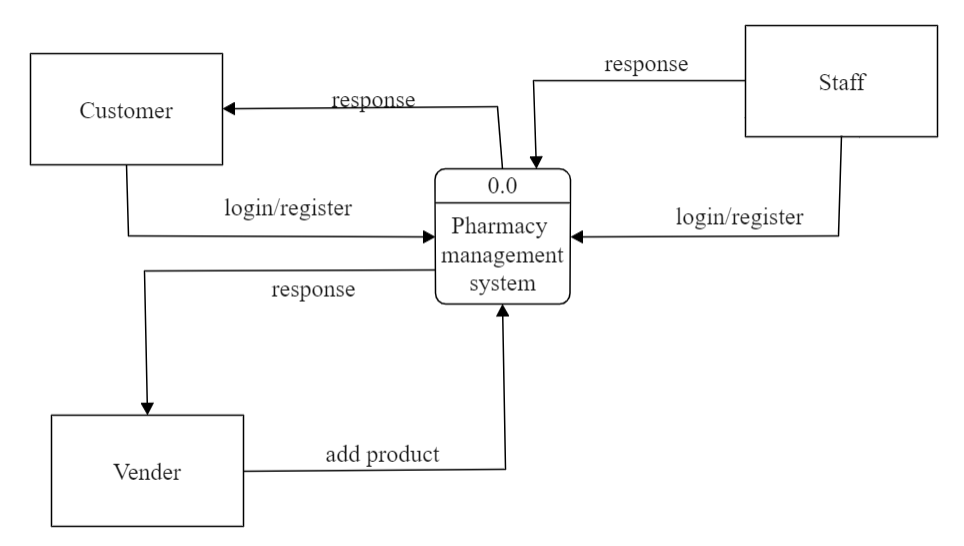 response
Staff
Customer
response
0.0
login/register
login/register
Pharmacy
management
system
response
add product
Vender